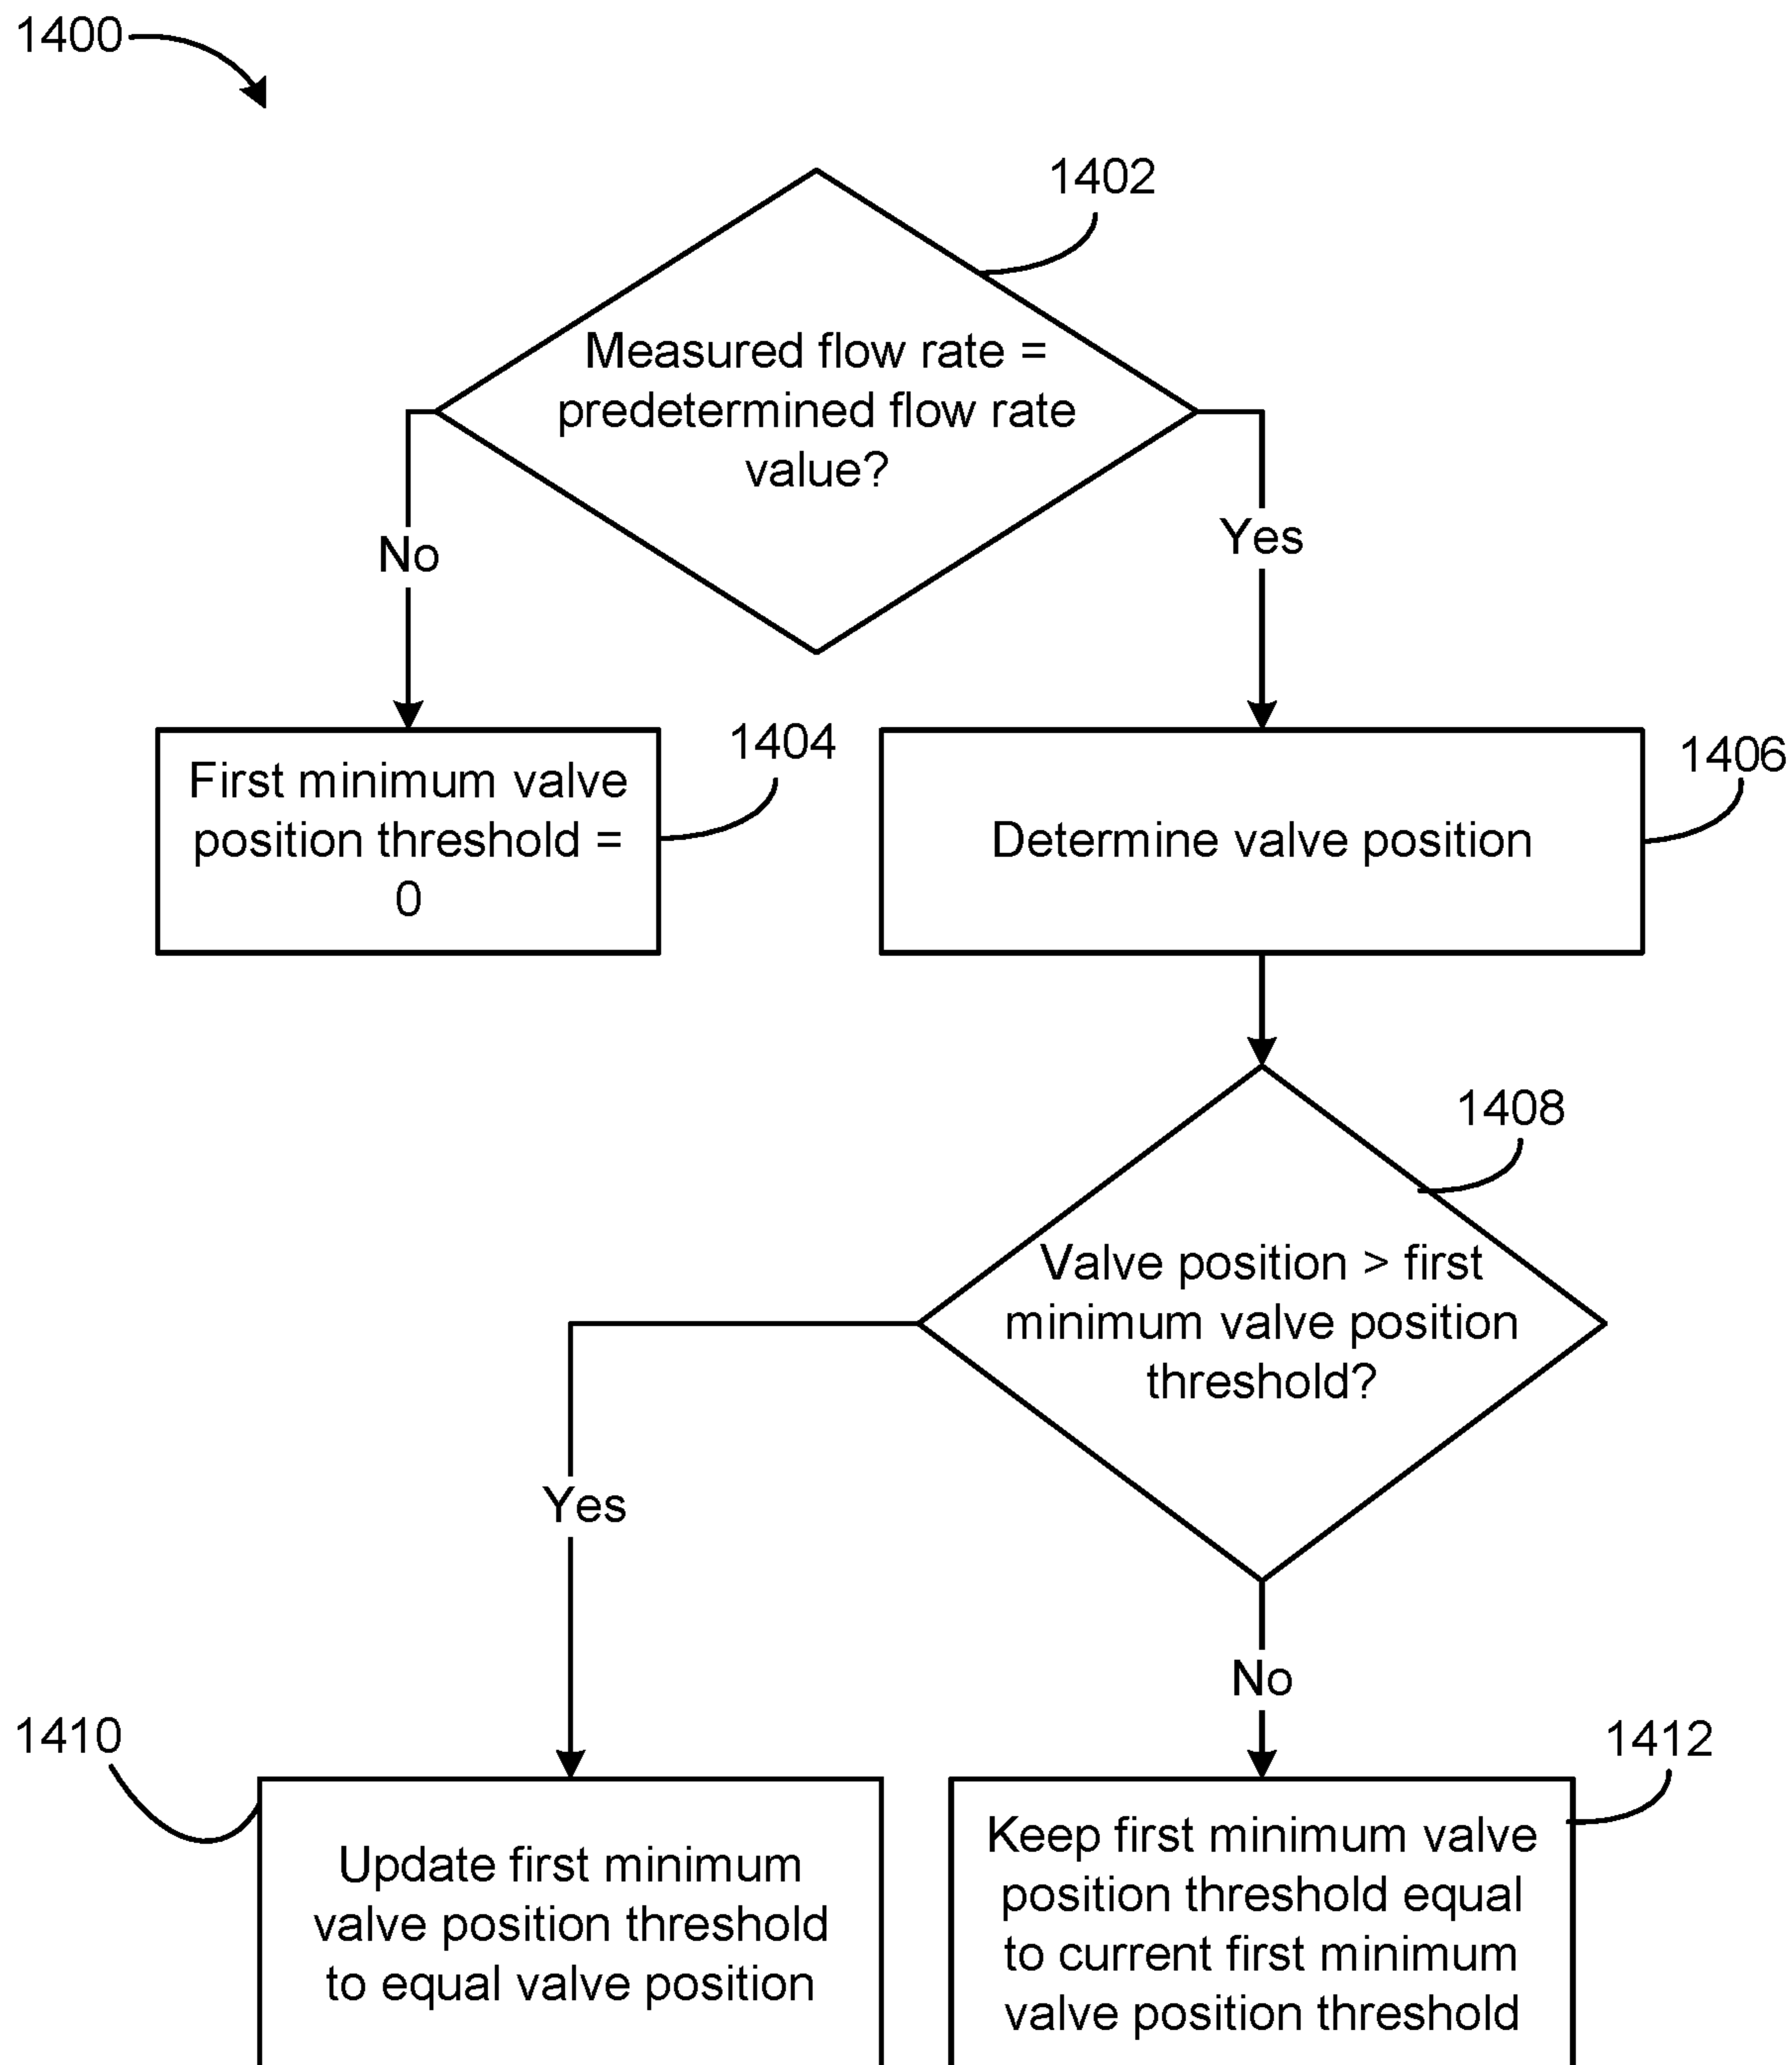 1400
1402
Measured flow rate =
predetermined flow rate
value?
No
Yes
1404
First minimum valve
position threshold =
0
1406
Determine valve position
1408
Valve position > first
minimum valve position
threshold?
Yes
No
1410
Update first minimum
valve position threshold
to equal valve position
1412
Keep first minimum valve
position threshold equal
to current first minimum
valve position threshold